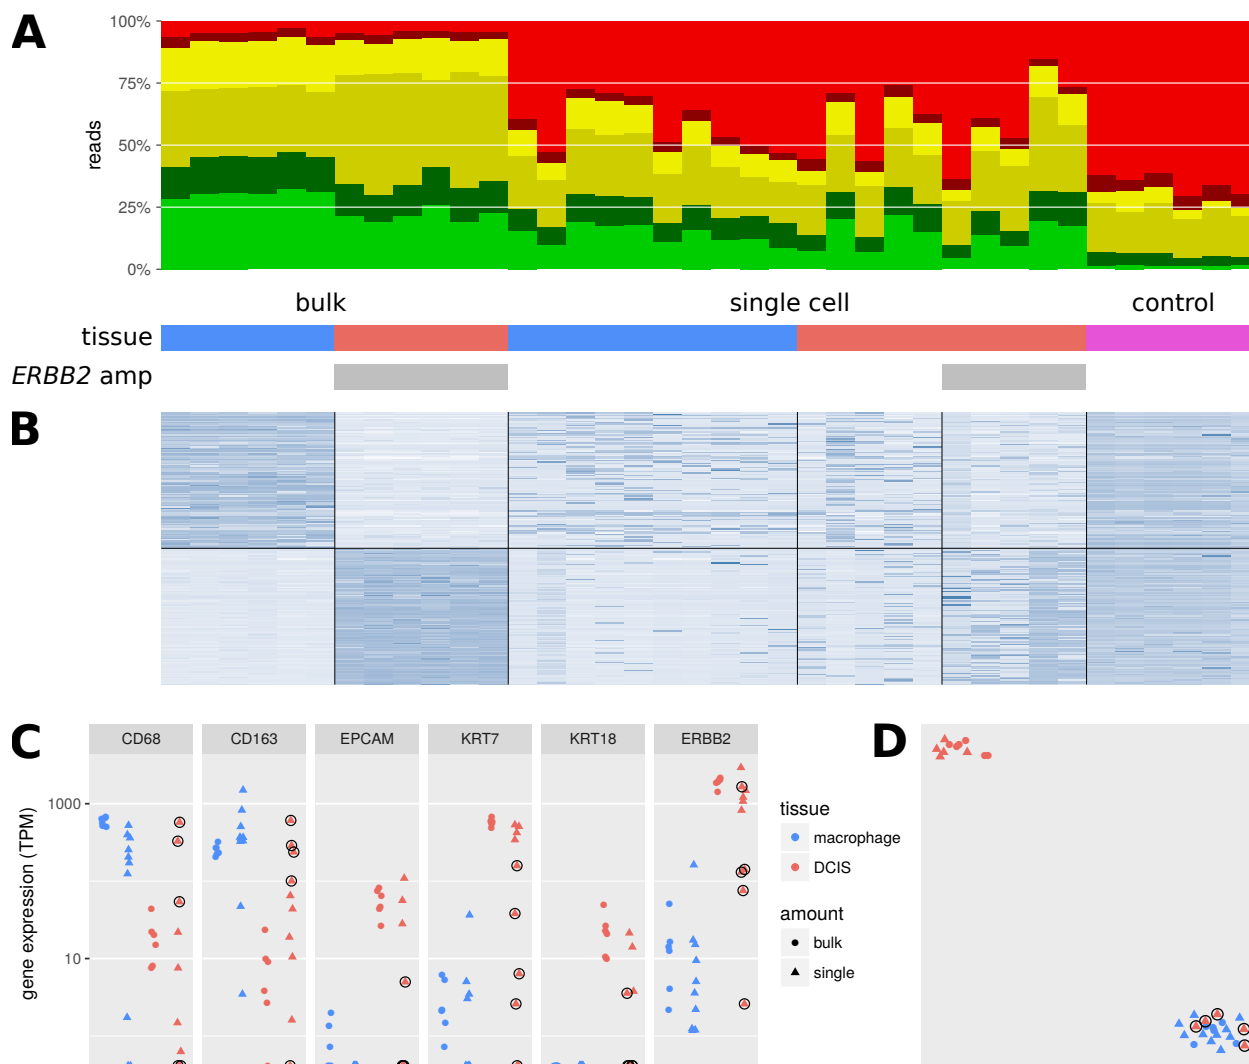 A
100%
75%
50%
25%
0%
reads
bulk
single cell
control
tissue
ERBB2 amp
B
C
CD68
CD163
EPCAM
KRT7
KRT18
ERBB2
1000
10
gene expression (TPM)
tissue
macrophage
DCIS
amount
bulk
single
D